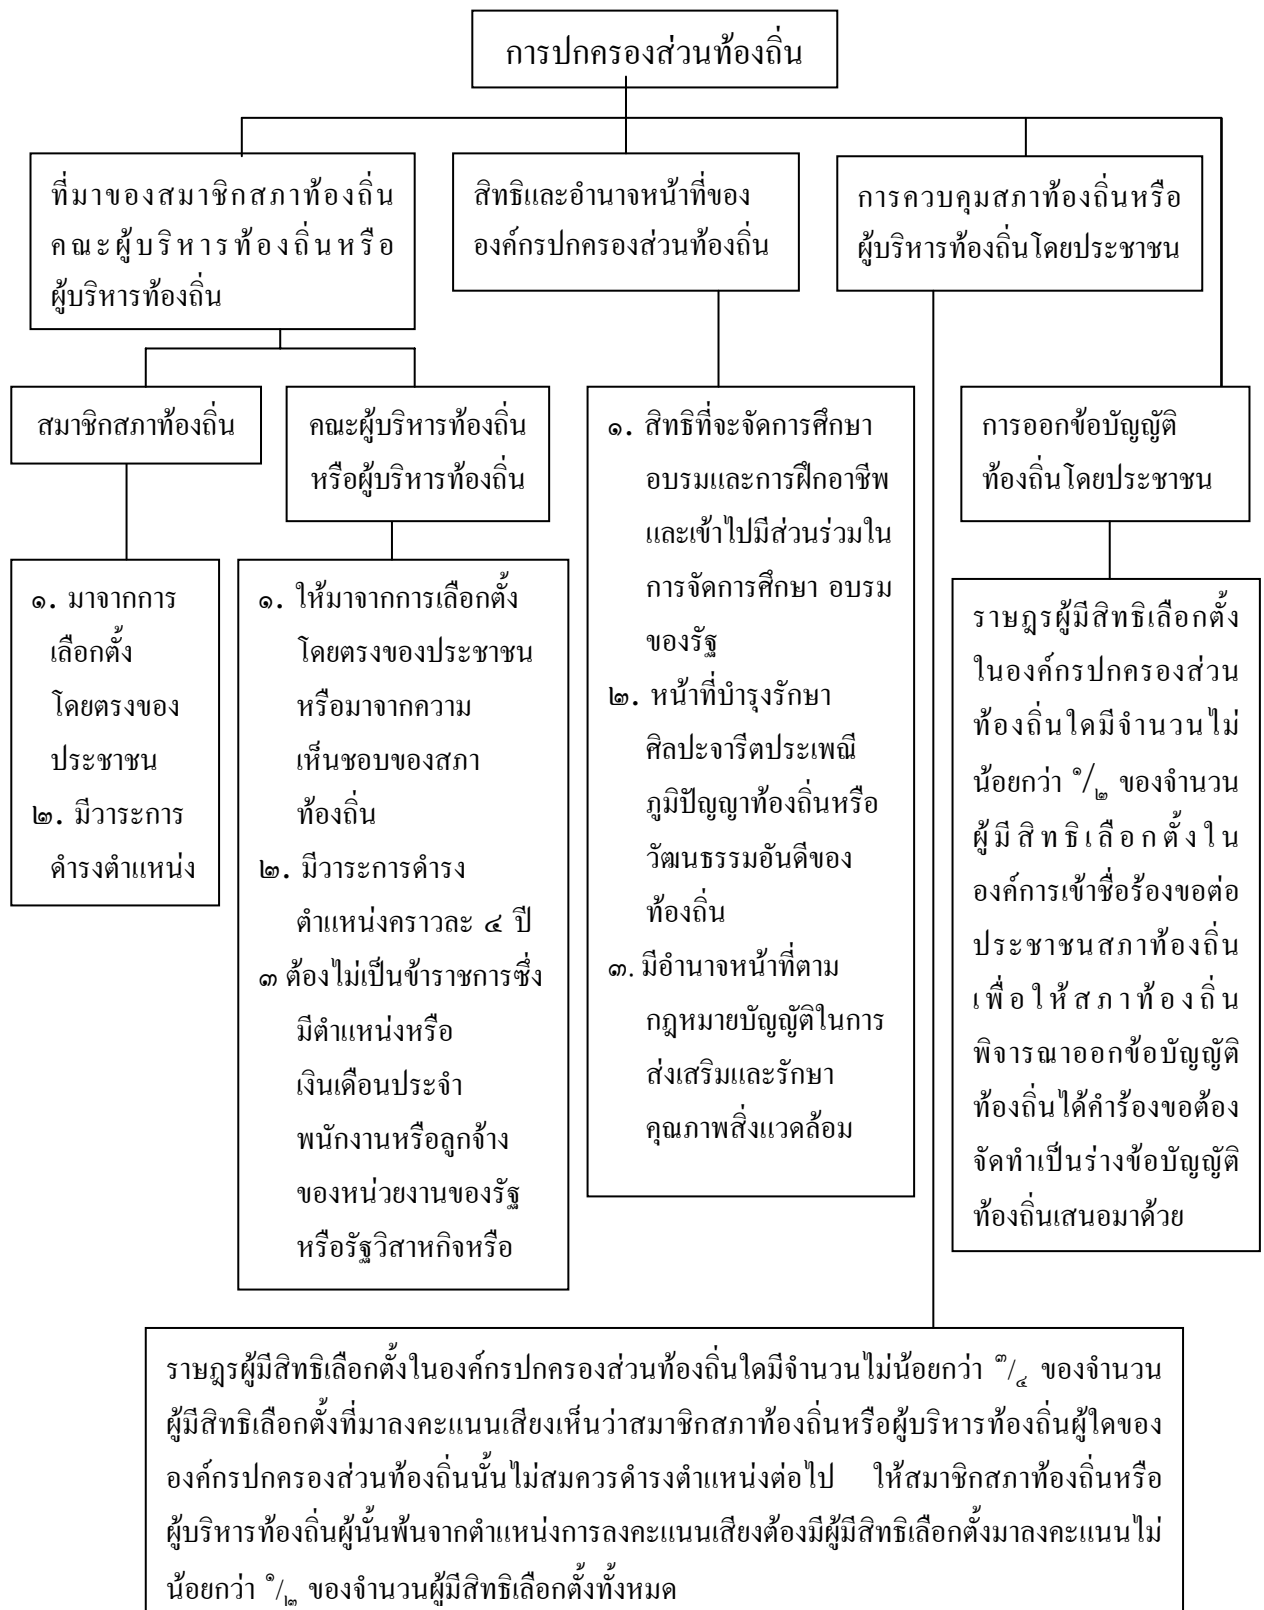 การปกครองส่วนท้องถิ่น
ที่มาของสมาชิกสภาท้องถิ่น
คณะผู้บริหารท้องถิ่นหรือ
ผู้บริหารท้องถิ่น
สิทธิและอำนาจหน้าที่ของ
องค์กรปกครองส่วนท้องถิ่น
การควบคุมสภาท้องถิ่นหรือ
ผู้บริหารท้องถิ่นโดยประชาชน
สมาชิกสภาท้องถิ่น
คณะผู้บริหารท้องถิ่น
หรือผู้บริหารท้องถิ่น
การออกข้อบัญญัติ
ท้องถิ่นโดยประชาชน
๑. มาจากการ
เลือกตั้ง
โดยตรงของ
ประชาชน
๒. มีวาระการ
ดำรงตำแหน่ง
๑. ให้มาจากการเลือกตั้ง
โดยตรงของประชาชน
หรือมาจากความ
เห็นชอบของสภา
ท้องถิ่น
๒. มีวาระการดำรง
ตำแหน่งคราวละ ๔ ปี
๓ ต้องไม่เป็นข้าราชการซึ่ง
มีตำแหน่งหรือ
เงินเดือนประจำ
พนักงานหรือลูกจ้าง
ของหน่วยงานของรัฐ
หรือรัฐวิสาหกิจหรือ
๑. สิทธิที่จะจัดการศึกษา
อบรมและการฝึกอาชีพ
และเข้าไปมีส่วนร่วมใน
การจัดการศึกษา อบรม
ของรัฐ
๒. หน้าที่บำรุงรักษา
ศิลปะจารีตประเพณี
ภูมิปัญญาท้องถิ่นหรือ
วัฒนธรรมอันดีของ
ท้องถิ่น
๓. มีอำนาจหน้าที่ตาม
กฎหมายบัญญัติในการ
ส่งเสริมและรักษา
คุณภาพสิ่งแวดล้อม
ราษฎรผู้มีสิทธิเลือกตั้ง
ในองค์กรปกครองส่วน
ท้องถิ่นใดมีจำนวนไม่
น้อยกว่า ๑/๒ ของจำนวน
ผู้มีสิทธิเลือกตั้งใน
องค์การเข้าชื่อร้องขอต่อ
ประชาชนสภาท้องถิ่น
เพื่อให้สภาท้องถิ่น
พิจารณาออกข้อบัญญัติ
ท้องถิ่นได้คำร้องขอต้อง
จัดทำเป็นร่างข้อบัญญัติ
ท้องถิ่นเสนอมาด้วย
ราษฎรผู้มีสิทธิเลือกตั้งในองค์กรปกครองส่วนท้องถิ่นใดมีจำนวนไม่น้อยกว่า ๓/๔ ของจำนวน
ผู้มีสิทธิเลือกตั้งที่มาลงคะแนนเสียงเห็นว่าสมาชิกสภาท้องถิ่นหรือผู้บริหารท้องถิ่นผู้ใดของ
องค์กรปกครองส่วนท้องถิ่นนั้นไม่สมควรดำรงตำแหน่งต่อไป ให้สมาชิกสภาท้องถิ่นหรือ
ผู้บริหารท้องถิ่นผู้นั้นพ้นจากตำแหน่งการลงคะแนนเสียงต้องมีผู้มีสิทธิเลือกตั้งมาลงคะแนนไม่
น้อยกว่า ๑/๒ ของจำนวนผู้มีสิทธิเลือกตั้งทั้งหมด